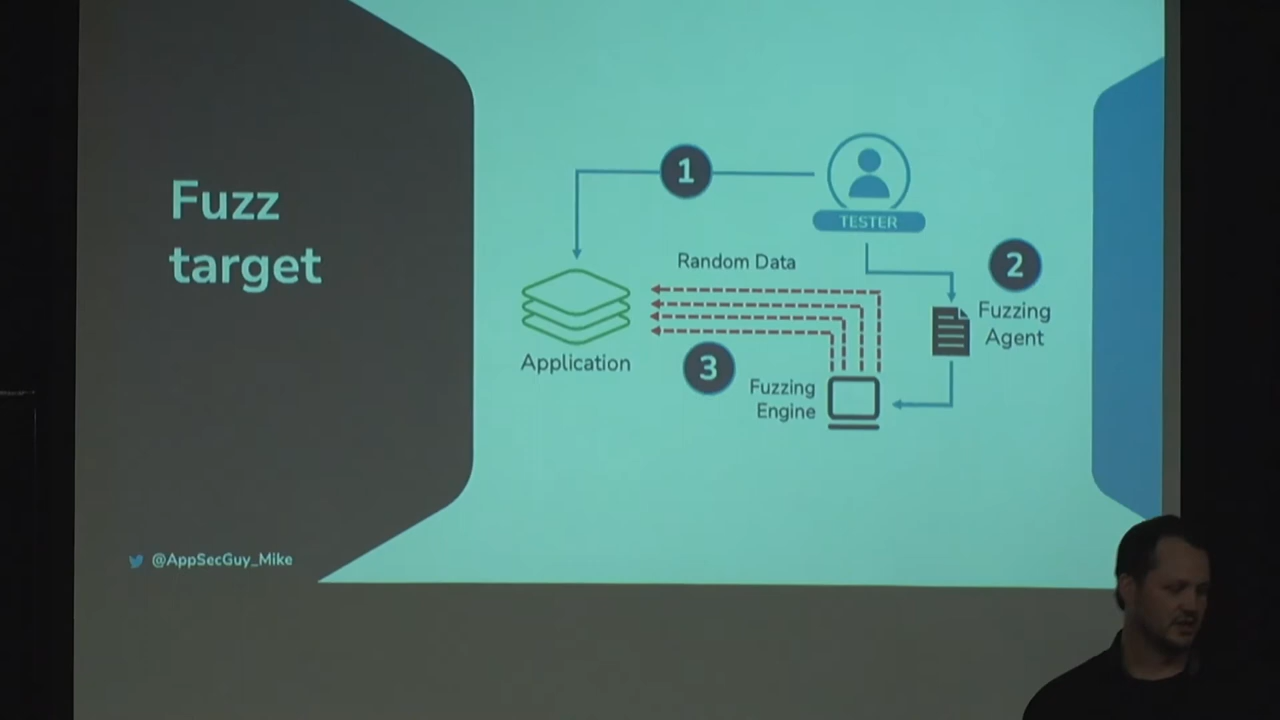 Fuzz
target
1
TESTER
2
Random Data
Fuzzing
Agent
Application
3
Fuzzing
Engine
@AppSecGuy_Mike